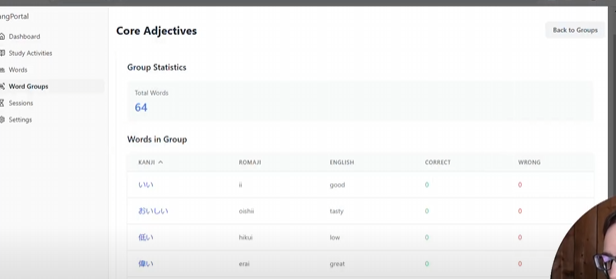 ngPortal
Dashboard
Study Activities
Words
Word Groups
Sessions
Settings
Core Adjectives
Back to Groups
Group Statistics
Total Words
64
Words in Group
KANJI ROMAJI ENGLISH CORRECT WRONG
いい ii good 0 0
おいしい oishii tasty 0 0
低い hikui low 0 0
偉い erai great 0 0